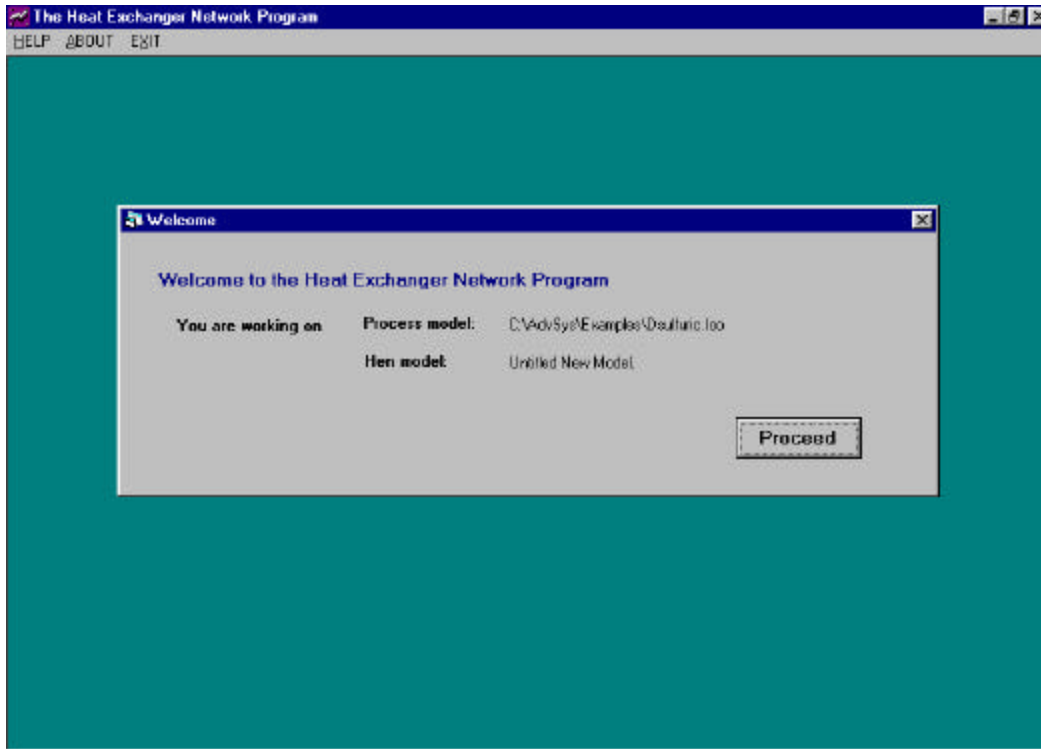 The Heat Exchanger Network Program
HELP ABOUT EXIT
Welcome
Welcome to the Heat Exchanger Network Program
You are working on Process model: C:\AdvSys\Examples\Dsulfuric.ioo
Hen model: Untitled New Model
Proceed